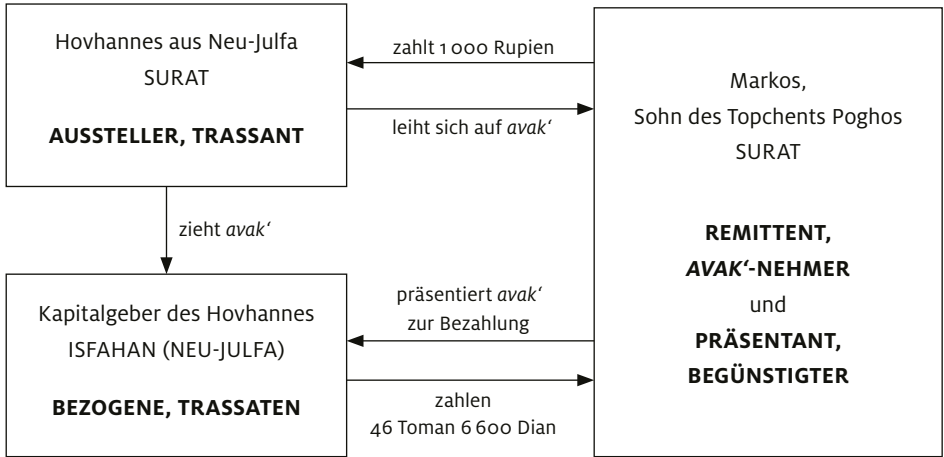 Hovhannes aus Neu-Julfa
SURAT
AUSSTELLER, TRASSANT
zahlt 1 000 Rupien
leiht sich auf avak‘
Markos,
Sohn des Topchents Poghos
SURAT
REMITTENT,
AVAK‘-NEHMER
und
PRÄSENTANT,
BEGÜNSTIGTER
zieht avak‘
Kapitalgeber des Hovhannes
ISFAHAN (NEU-JULFA)
BEZOGENE, TRASSATEN
präsentiert avak‘
zur Bezahlung
zahlen
46 Toman 6 600 Dian